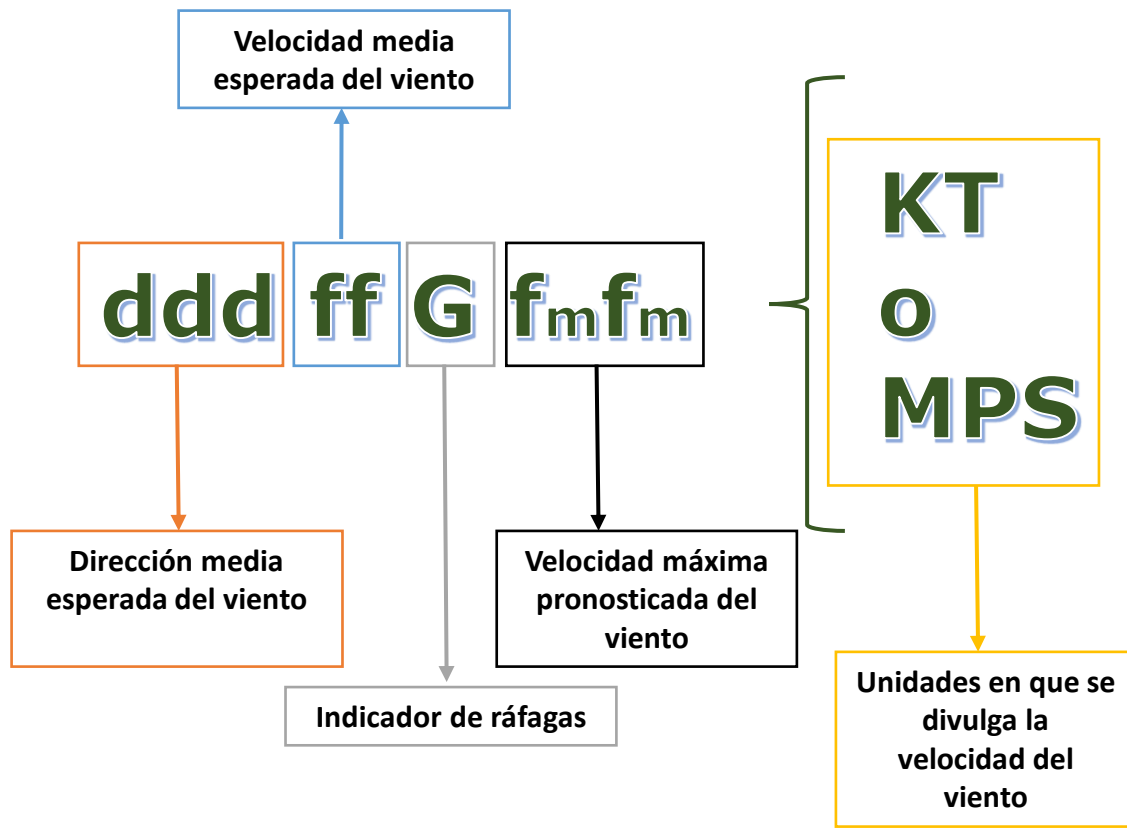 Velocidad media
esperada del viento
ddd ff G fmfm
KT
o
MPS
Dirección media
esperada del viento
Velocidad máxima
pronosticada del
viento
Indicador de ráfagas
Unidades en que se
divulga la
velocidad del
viento